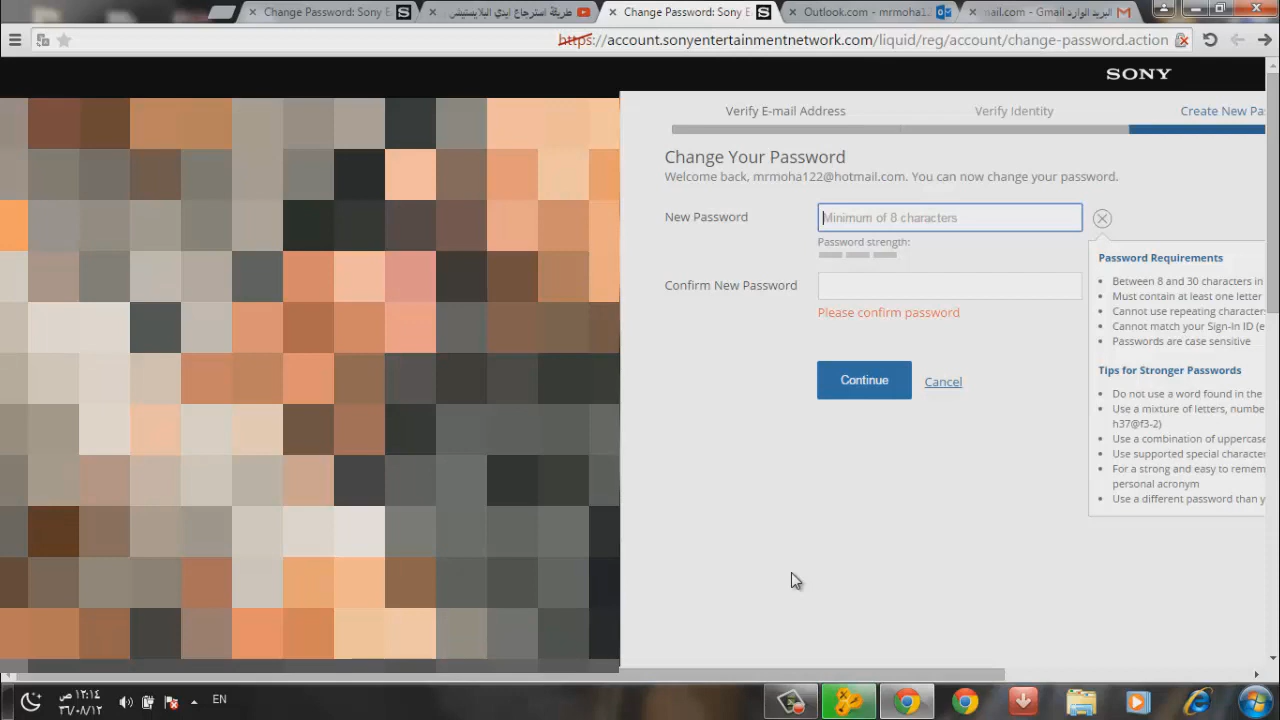 Change Password: Sony E
طريقة استرجاع ايدي البلايستيشن
Change Password: Sony E
Outlook.com - mrmoha12
البريد الوارد Gmail - mail.com
https://account.sonyentertainmentnetwork.com/liquid/reg/account/change-password.action
SONY
Verify E-mail Address
Verify Identity
Create New Pa
Change Your Password
Welcome back, mrmoha122@hotmail.com. You can now change your password.
New Password
Minimum of 8 characters
Password strength:
Confirm New Password
Please confirm password
Continue
Cancel
Password Requirements
Between 8 and 30 characters in
Must contain at least one letter
Cannot use repeating character
Cannot match your Sign-In ID (e
Passwords are case sensitive
Tips for Stronger Passwords
Do not use a word found in the
Use a mixture of letters, numbe
h37@f3-2)
Use a combination of uppercase
Use supported special characte
For a strong and easy to remem
personal acronym
Use a different password than y
EN
١٢:١٤ ص
٣٦/٠٨/١٢